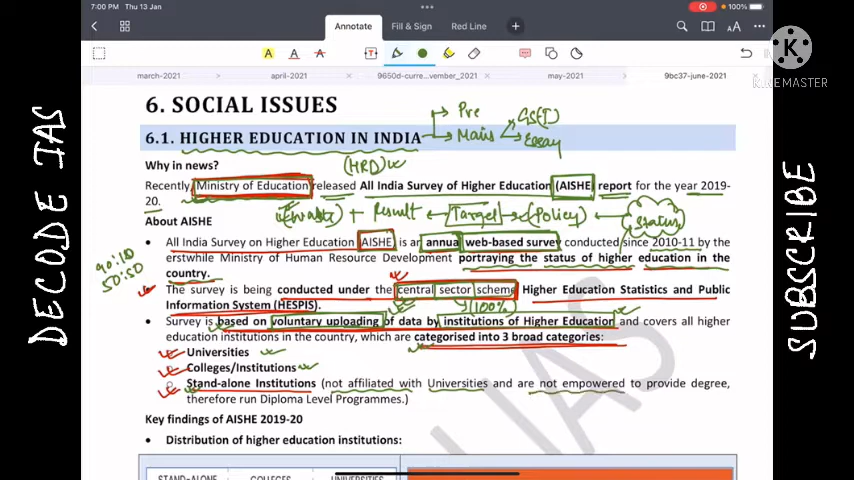 7:00 PM Thu 13 Jan
100%
Annotate
Fill & Sign
Red Line
AA
K
KINEMASTER
march-2021
april-2021
9650d-curre...vember_2021
may-2021
9bc37-june-2021
DECODE IAS
SUBSCRIBE
6. SOCIAL ISSUES
6.1. HIGHER EDUCATION IN INDIA
Pre
Mains
GS(I)
Essay
Why in news?
(HRD)
Recently, Ministry of Education released All India Survey of Higher Education (AISHE) report for the year 2019-
20.
+ Result Target (Policy) Status
About AISHE
• All India Survey on Higher Education (AISHE) is an annual web-based survey conducted since 2010-11 by the
erstwhile Ministry of Human Resource Development portraying the status of higher education in the
country.
90:10
50:50
• The survey is being conducted under the central sector scheme Higher Education Statistics and Public
Information System (HESPIS).
(100%)
• Survey is based on voluntary uploading of data by institutions of Higher Education and covers all higher
education institutions in the country, which are categorised into 3 broad categories:
Universities
Colleges/Institutions
Stand-alone Institutions (not affiliated with Universities and are not empowered to provide degree,
therefore run Diploma Level Programmes.)
Key findings of AISHE 2019-20
• Distribution of higher education institutions:
STAND-ALONE COLLEGES UNIVERSITIES
IAS